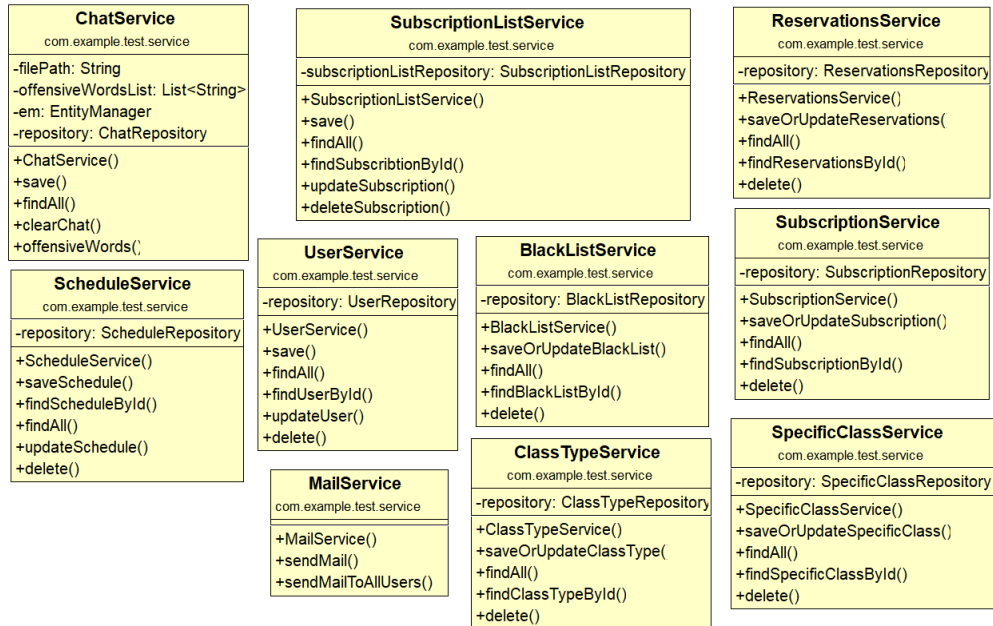 ChatService
com.example.test.service
-filePath: String
-offensiveWordsList: List<String>
-em: EntityManager
-repository: ChatRepository
+ChatService()
+save()
+findAll()
+clearChat()
+offensiveWords()
SubscriptionListService
com.example.test.service
-subscriptionListRepository: SubscriptionListRepository
+SubscriptionListService()
+save()
+findAll()
+findSubscribtionById()
+updateSubscription()
+deleteSubscription()
ReservationsService
com.example.test.service
-repository: ReservationsRepository
+ReservationsService()
+saveOrUpdateReservations(
+findAll()
+findReservationsById()
+delete()
ScheduleService
com.example.test.service
-repository: ScheduleRepository
+ScheduleService()
+saveSchedule()
+findScheduleById()
+findAll()
+updateSchedule()
+delete()
UserService
com.example.test.service
-repository: UserRepository
+UserService()
+save()
+findAll()
+findUserById()
+updateUser()
+delete()
BlackListService
com.example.test.service
-repository: BlackListRepository
+BlackListService()
+saveOrUpdateBlackList()
+findAll()
+findBlackListById()
+delete()
SubscriptionService
com.example.test.service
-repository: SubscriptionRepository
+SubscriptionService()
+saveOrUpdateSubscription()
+findAll()
+findSubscriptionById()
+delete()
MailService
com.example.test.service
+MailService()
+sendMail()
+sendMailToAllUsers()
ClassTypeService
com.example.test.service
-repository: ClassTypeRepository
+ClassTypeService()
+saveOrUpdateClassType(
+findAll()
+findClassTypeById()
+delete()
SpecificClassService
com.example.test.service
-repository: SpecificClassRepository
+SpecificClassService()
+saveOrUpdateSpecificClass()
+findAll()
+findSpecificClassById()
+delete()